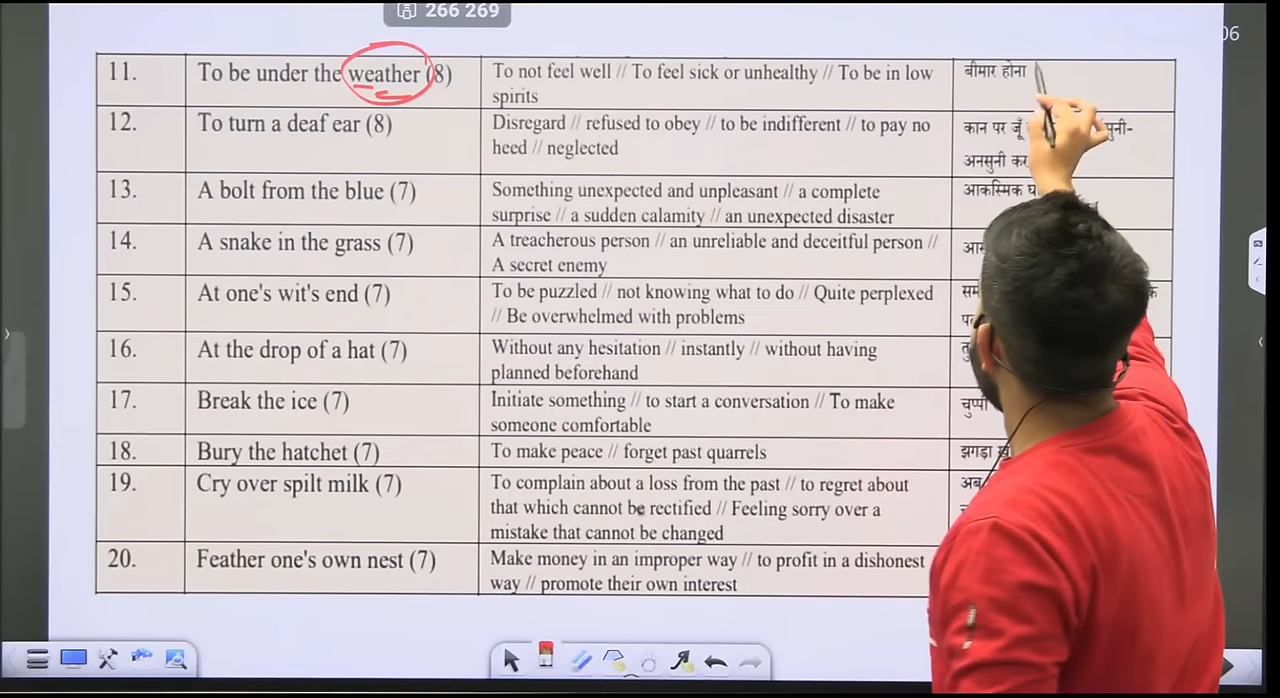 266 269
06
11. To be under the weather (8) To not feel well // To feel sick or unhealthy // To be in low बीमार होना
spirits
12. To turn a deaf ear (8) Disregard // refused to obey // to be indifferent // to pay no कान पर जूँ
heed // neglected अनसुनी कर
13. A bolt from the blue (7) Something unexpected and unpleasant // a complete आकस्मिक
surprise // a sudden calamity // an unexpected disaster
14. A snake in the grass (7) A treacherous person // an unreliable and deceitful person //
A secret enemy
15. At one's wit's end (7) To be puzzled // not knowing what to do // Quite perplexed
// Be overwhelmed with problems
16. At the drop of a hat (7) Without any hesitation // instantly // without having
planned beforehand
17. Break the ice (7) Initiate something // to start a conversation // To make चुप्पी
someone comfortable
18. Bury the hatchet (7) To make peace // forget past quarrels झगड़ा
19. Cry over spilt milk (7) To complain about a loss from the past // to regret about अब
that which cannot be rectified // Feeling sorry over a
mistake that cannot be changed
20. Feather one's own nest (7) Make money in an improper way // to profit in a dishonest
way // promote their own interest